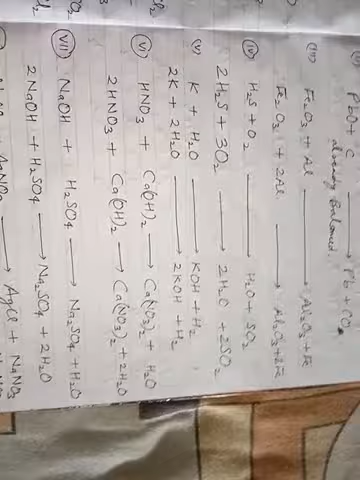 PbO + C → Pb + CO
already Balanced.
(iii) Fe2O3 + Al → Al2O3 + Fe
Fe2O3 + 2Al → Al2O3 + 2Fe
(iv) H2S + O2 → H2O + SO2
2H2S + 3O2 → 2H2O + 2SO2
(v) K + H2O → KOH + H2
2K + 2H2O → 2KOH + H2
(vi) HNO3 + Ca(OH)2 → Ca(NO3)2 + H2O
2HNO3 + Ca(OH)2 → Ca(NO3)2 + 2H2O
(vii) NaOH + H2SO4 → Na2SO4 + H2O
2NaOH + H2SO4 → Na2SO4 + 2H2O
AgNO3 → AgCl + NaNO3